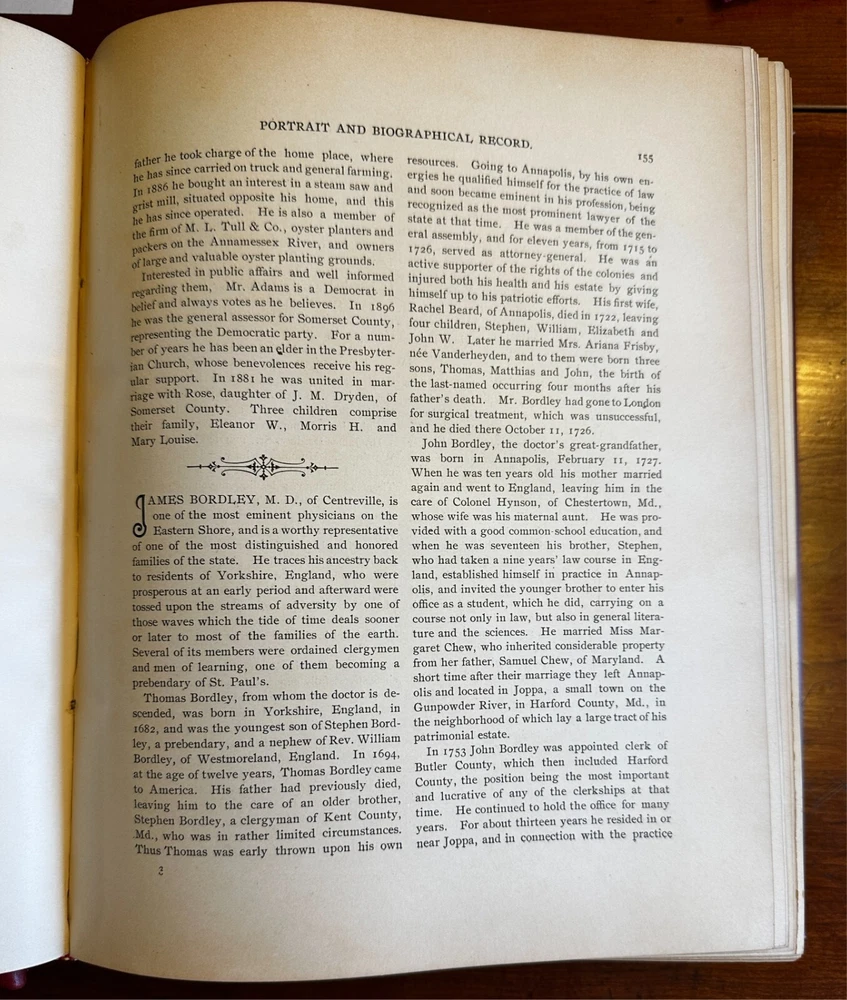 PORTRAIT AND BIOGRAPHICAL RECORD.
155
father he took charge of the home place, where
he has since carried on truck and general farming.
In 1886 he bought an interest in a steam saw and
grist mill, situated opposite his home, and this
he has since operated. He is also a member of
the firm of M. L. Tull & Co., oyster planters and
packers on the Annamessex River, and owners
of large and valuable oyster planting grounds.
Interested in public affairs and well informed
regarding them, Mr. Adams is a Democrat in
belief and always votes as he believes. In 1896
he was the general assessor for Somerset County,
representing the Democratic party. For a num-
ber of years he has been an elder in the Presbyter-
ian Church, whose benevolences receive his reg-
ular support. In 1881 he was united in mar-
riage with Rose, daughter of J. M. Dryden, of
Somerset County. Three children comprise
their family, Eleanor W., Morris H. and
Mary Louise.
JAMES BORDLEY, M. D., of Centreville, is
one of the most eminent physicians on the
Eastern Shore, and is a worthy representative
of one of the most distinguished and honored
families of the state. He traces his ancestry back
to residents of Yorkshire, England, who were
prosperous at an early period and afterward were
tossed upon the streams of adversity by one of
those waves which the tide of time deals sooner
or later to most of the families of the earth.
Several of its members were ordained clergymen
and men of learning, one of them becoming a
prebendary of St. Paul's.
Thomas Bordley, from whom the doctor is de-
scended, was born in Yorkshire, England, in
1682, and was the youngest son of Stephen Bord-
ley, a prebendary, and a nephew of Rev. William
Bordley, of Westmoreland, England. In 1694,
at the age of twelve years, Thomas Bordley came
to America. His father had previously died,
leaving him to the care of an older brother,
Stephen Bordley, a clergyman of Kent County,
Md., who was in rather limited circumstances.
Thus Thomas was early thrown upon his own
2
resources. Going to Annapolis, by his own en-
ergies he qualified himself for the practice of law
and soon became eminent in his profession, being
recognized as the most prominent lawyer of the
state at that time. He was a member of the gen-
eral assembly, and for eleven years, from 1715 to
1726, served as attorney-general. He was an
active supporter of the rights of the colonies and
injured both his health and his estate by giving
himself up to his patriotic efforts. His first wife,
Rachel Beard, of Annapolis, died in 1722, leaving
four children, Stephen, William, Elizabeth and
John W. Later he married Mrs. Ariana Frisby,
née Vanderheyden, and to them were born three
sons, Thomas, Matthias and John, the birth of
the last-named occurring four months after his
father's death. Mr. Bordley had gone to London
for surgical treatment, which was unsuccessful,
and he died there October 11, 1726.
John Bordley, the doctor's great-grandfather,
was born in Annapolis, February 11, 1727.
When he was ten years old his mother married
again and went to England, leaving him in the
care of Colonel Hynson, of Chestertown, Md.,
whose wife was his maternal aunt. He was pro-
vided with a good common-school education, and
when he was seventeen his brother, Stephen,
who had taken a nine years' law course in Eng-
land, established himself in practice in Annap-
olis, and invited the younger brother to enter his
office as a student, which he did, carrying on a
course not only in law, but also in general litera-
ture and the sciences. He married Miss Mar-
garet Chew, who inherited considerable property
from her father, Samuel Chew, of Maryland. A
short time after their marriage they left Annap-
olis and located in Joppa, a small town on the
Gunpowder River, in Harford County, Md., in
the neighborhood of which lay a large tract of his
patrimonial estate.
In 1753 John Bordley was appointed clerk of
Butler County, which then included Harford
County, the position being the most important
and lucrative of any of the clerkships at that
time. He continued to hold the office for many
years. For about thirteen years he resided in or
near Joppa, and in connection with the practice